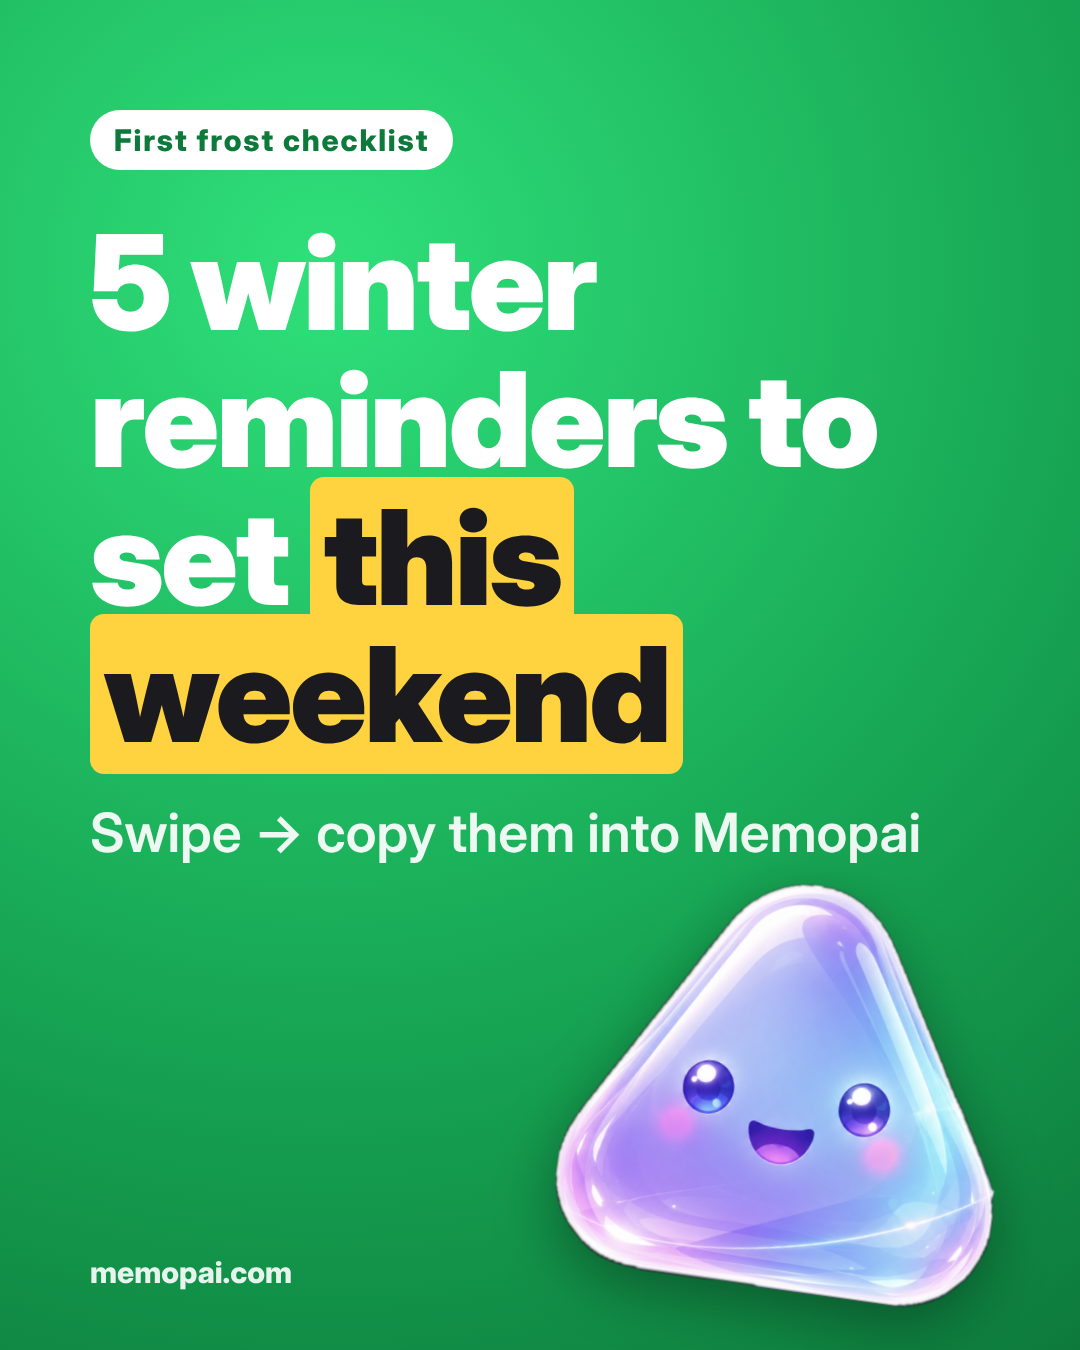 First frost checklist
5 winter
reminders to
set this
weekend
Swipe → copy them into Memopai
memopai.com